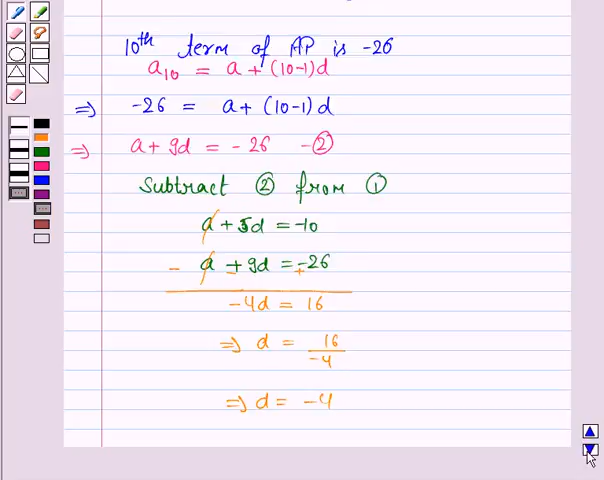 10th term of AP is -26
a10 = a + (10-1)d
⇒ -26 = a + (10-1)d
⇒ a + 9d = -26 -②
Subtract ② from ①
a + 5d = -10
- a + 9d = -26
- +
-4d = 16
⇒ d = 16/-4
⇒ d = -4